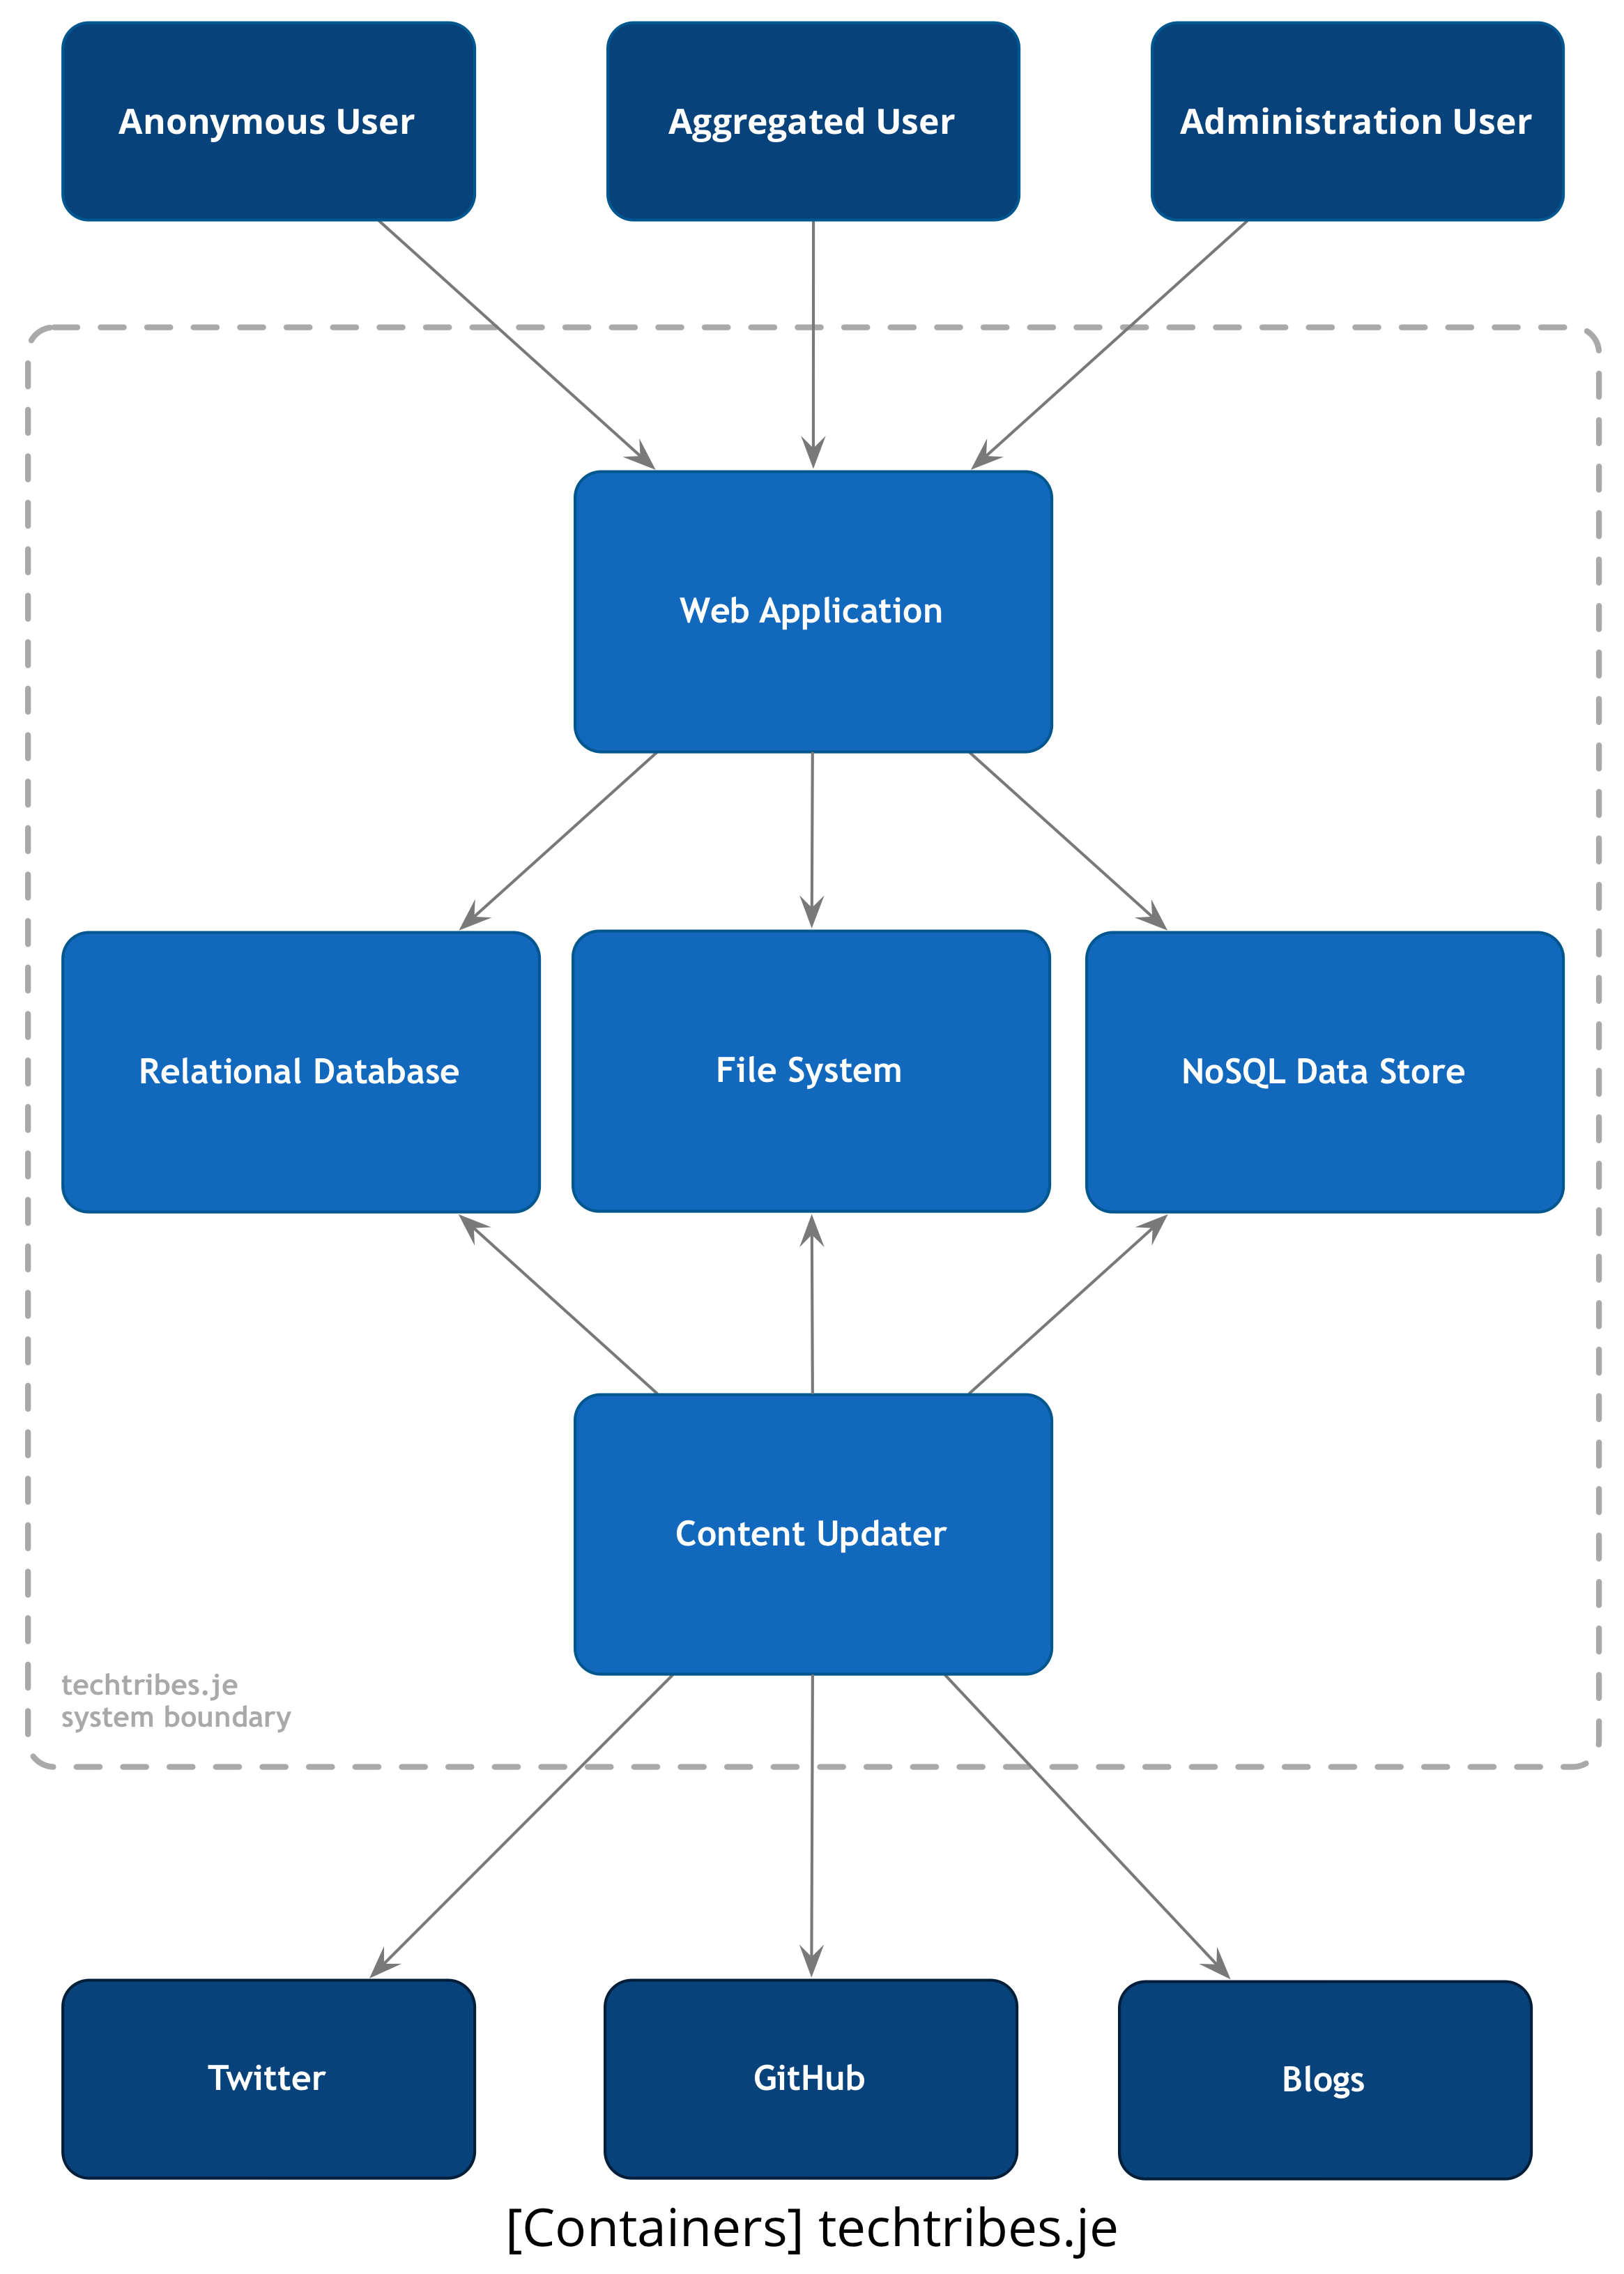 Anonymous User
Aggregated User
Administration User
Web Application
Relational Database
File System
NoSQL Data Store
Content Updater
techtribes.je
system boundary
Twitter
GitHub
Blogs
[Containers] techtribes.je